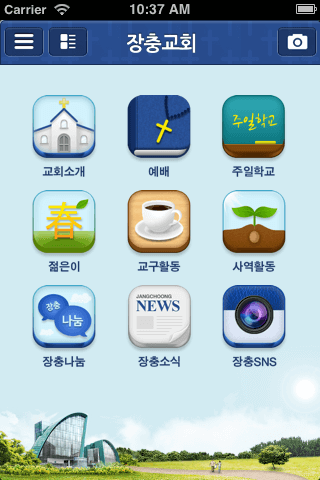 Carrier 10:37 AM
장충교회
주일학교
교회소개 예배 주일학교
春
젊은이 교구활동 사역활동
장충
나눔
JANGCHOONG
NEWS
장충나눔 장충소식 장충SNS